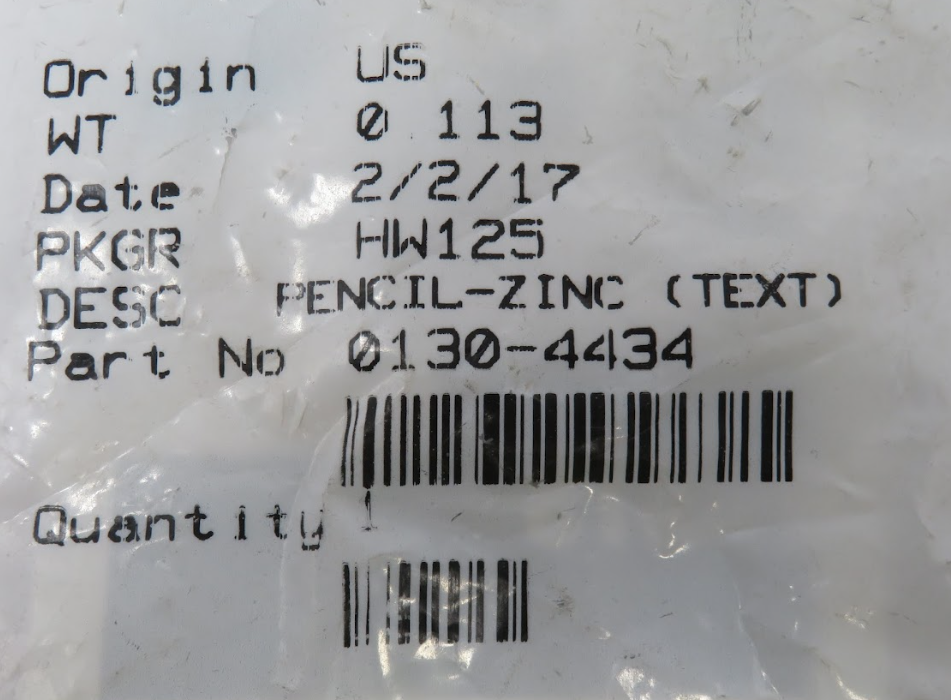 Origin US
WT 0.113
Date 2/2/17
PKGR HW125
DESC PENCIL-ZINC (TEXT)
Part No 0130-4434
Quantity 1